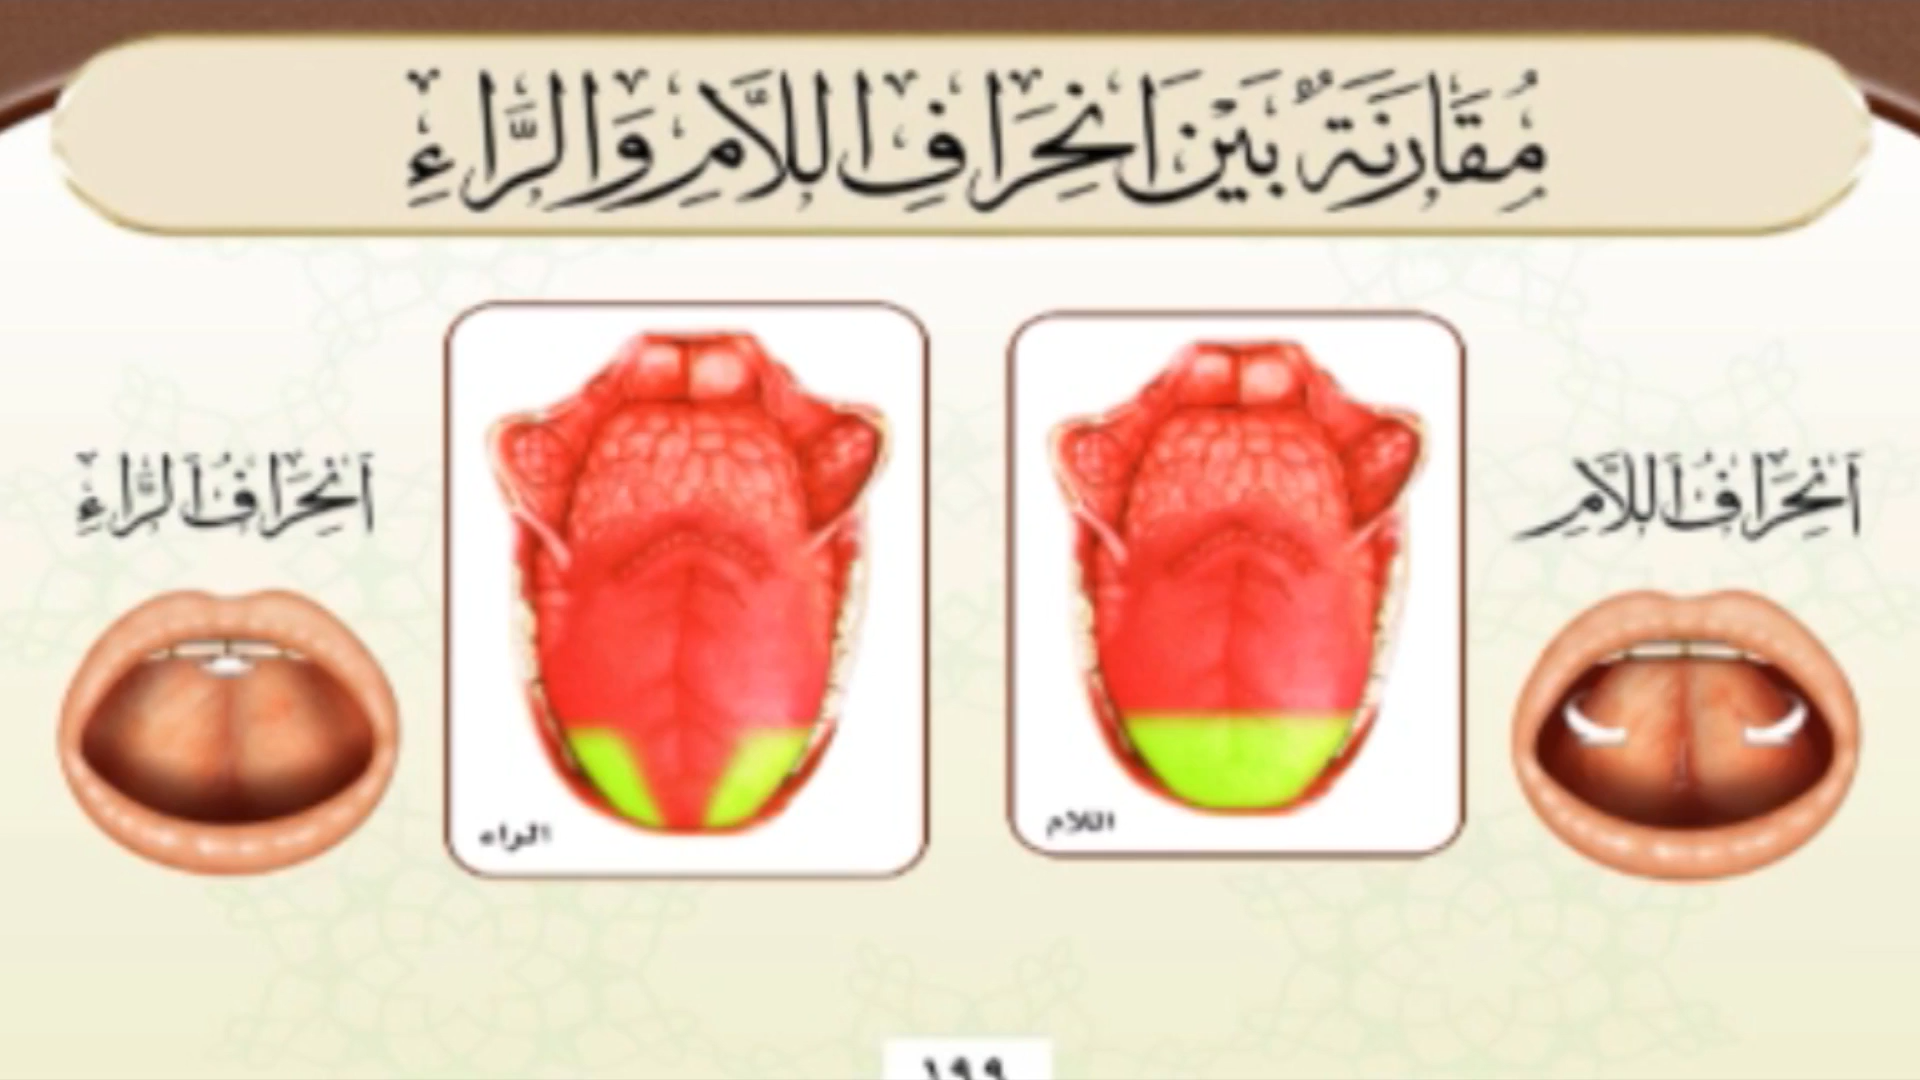 مُقَارَنَةٌ بَيْنَ انْحِرَافِ اللَّامِ وَالرَّاءِ
انْحِرَافُ اللَّامِ
انْحِرَافُ الرَّاءِ
اللام
الراء
١٩٩